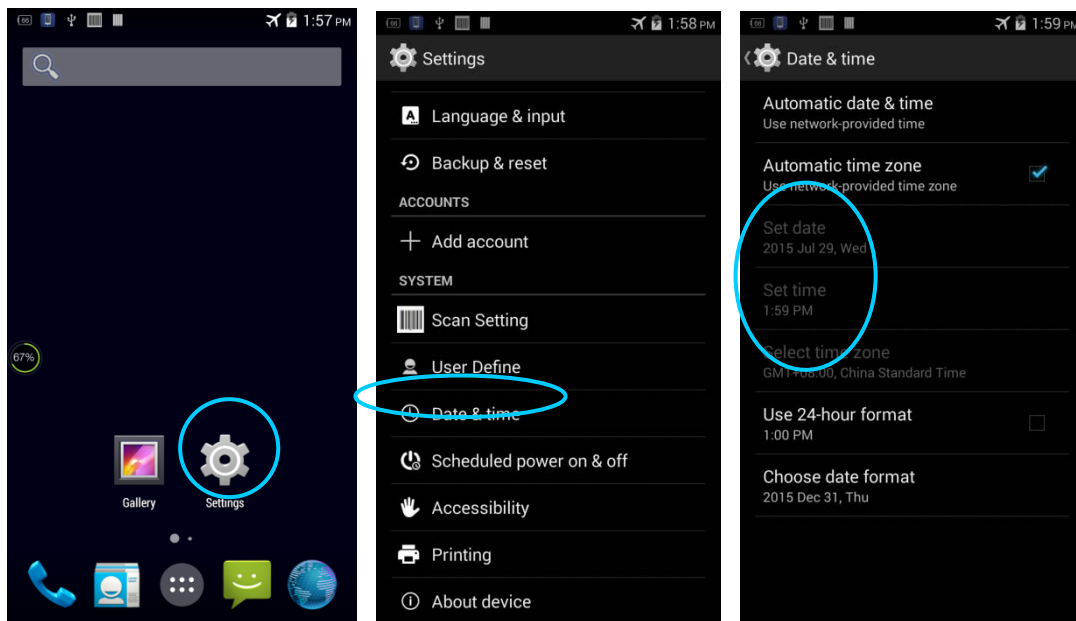 66
1:57 PM
67%
Gallery
Settings
66
1:58 PM
Settings
Language & input
Backup & reset
ACCOUNTS
Add account
SYSTEM
Scan Setting
User Define
Date & time
Scheduled power on & off
Accessibility
Printing
About device
66
1:59 PM
Date & time
Automatic date & time
Use network-provided time
Automatic time zone
Use network-provided time zone
Set date
2015 Jul 29, Wed
Set time
1:59 PM
Select time zone
GMT+08:00, China Standard Time
Use 24-hour format
1:00 PM
Choose date format
2015 Dec 31, Thu